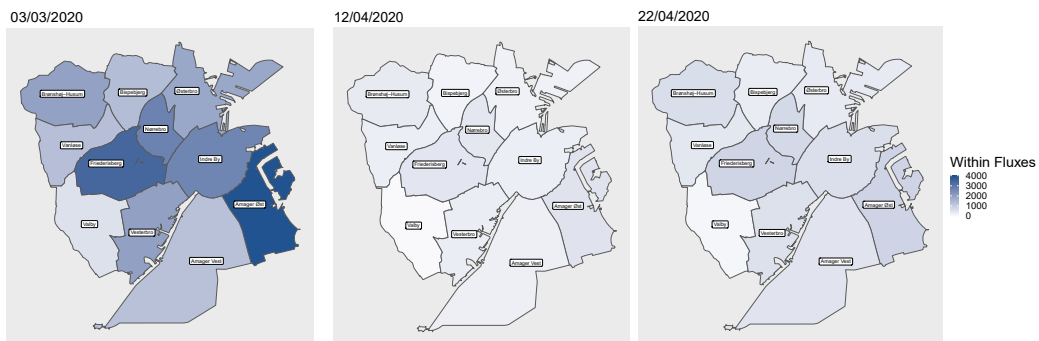 03/03/2020
Brønshøj−Husum
Bispebjerg
Østerbro
Nørrebro
Vanløse
Indre By
Frederiksberg
Amager Øst
Valby
Vesterbro
Amager Vest
12/04/2020
Brønshøj−Husum
Bispebjerg
Østerbro
Nørrebro
Vanløse
Indre By
Frederiksberg
Amager Øst
Valby
Vesterbro
Amager Vest
22/04/2020
Brønshøj−Husum
Bispebjerg
Østerbro
Nørrebro
Vanløse
Indre By
Frederiksberg
Amager Øst
Valby
Vesterbro
Amager Vest
Within Fluxes
4000
3000
2000
1000
0